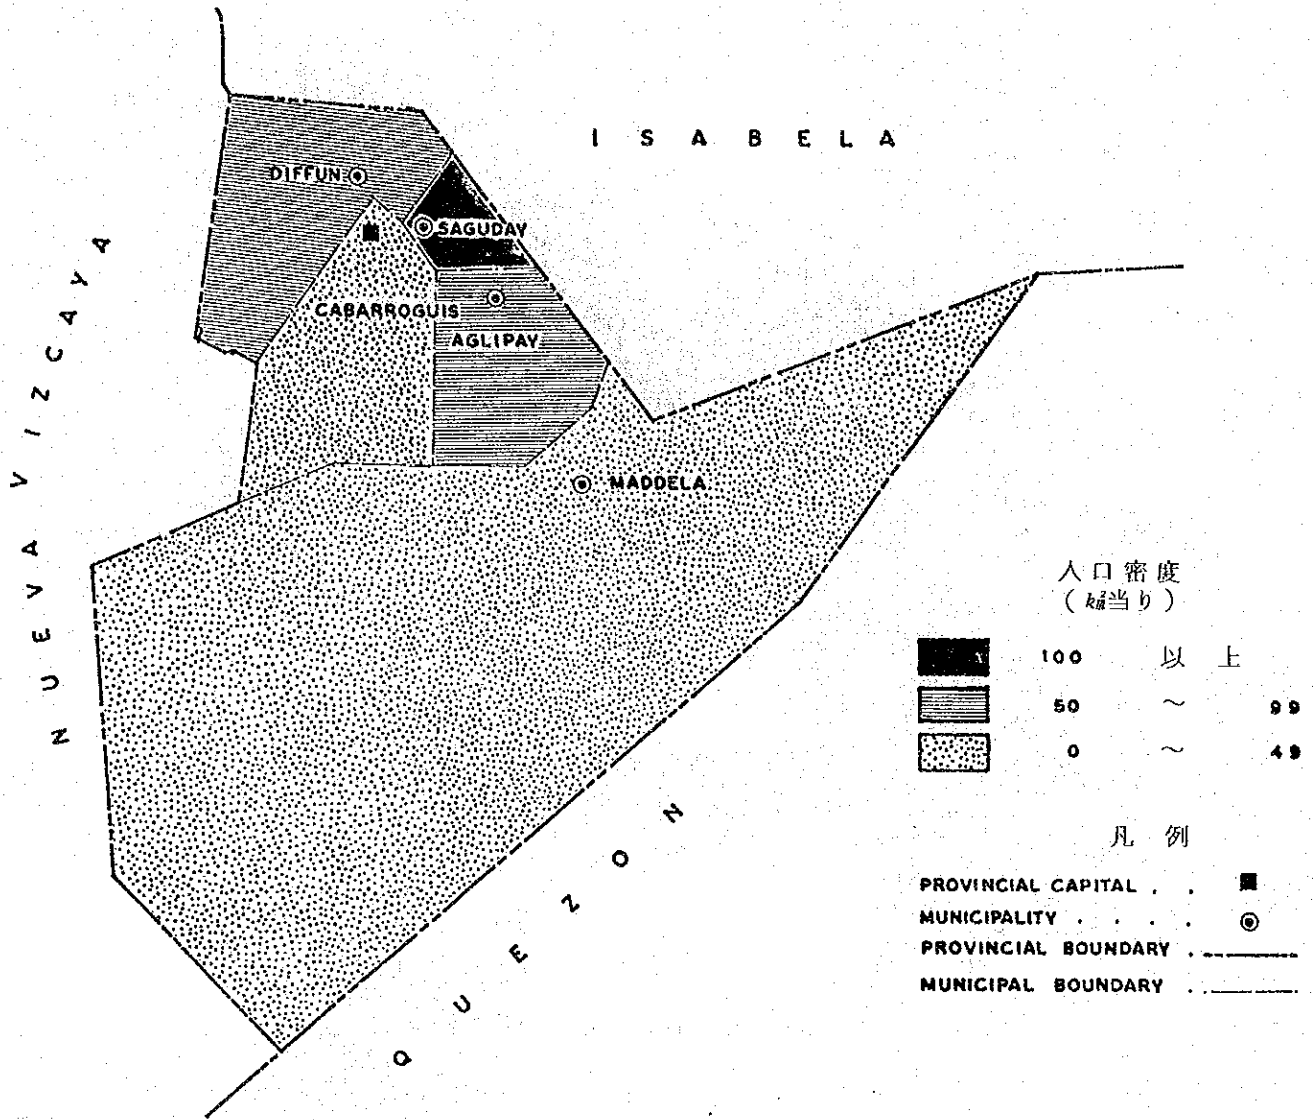 ISABELA
DIFFUN
SAGUDAY
CABARROGUIS
AGLIPAY
MADDELA
NUEVA VIZCAYA
QUEZON
人口密度
(㎢当り)
100 以上
50 ~ 99
0 ~ 49
凡例
PROVINCIAL CAPITAL . .
MUNICIPALITY . . . .
PROVINCIAL BOUNDARY .
MUNICIPAL BOUNDARY . .